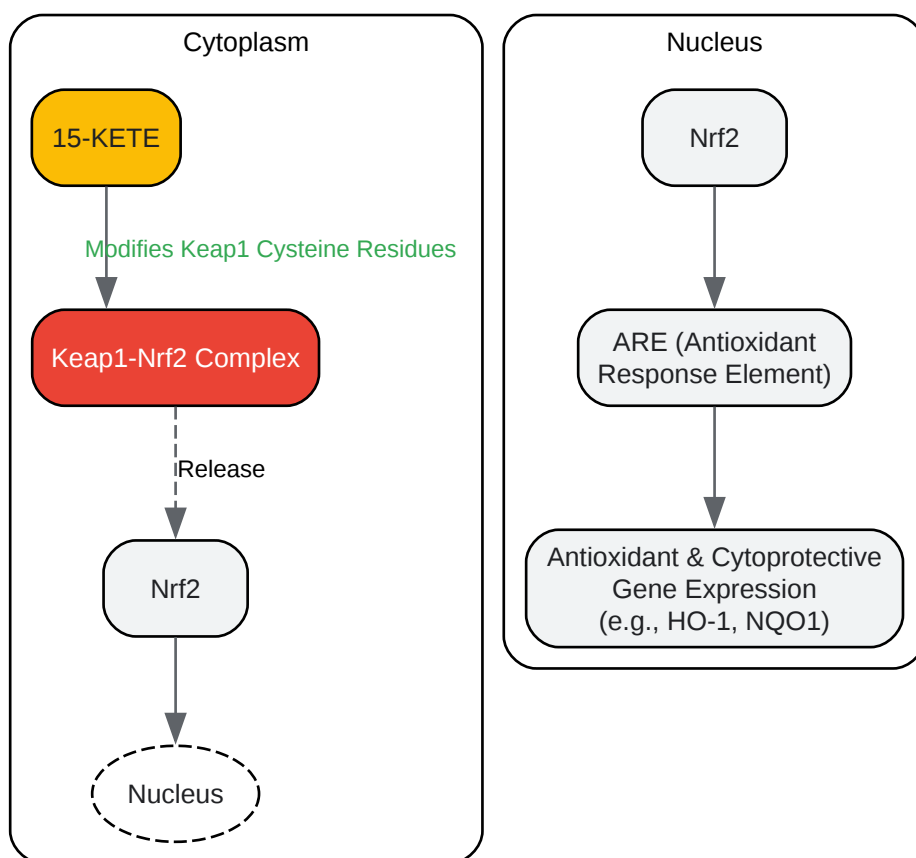 Cytoplasm
15-KETE
Modifies Keap1 Cysteine Residues
Keap1-Nrf2 Complex
Release
Nrf2
Nucleus
Nucleus
Nrf2
ARE (Antioxidant
Response Element)
Antioxidant & Cytoprotective
Gene Expression
(e.g., HO-1, NQO1)